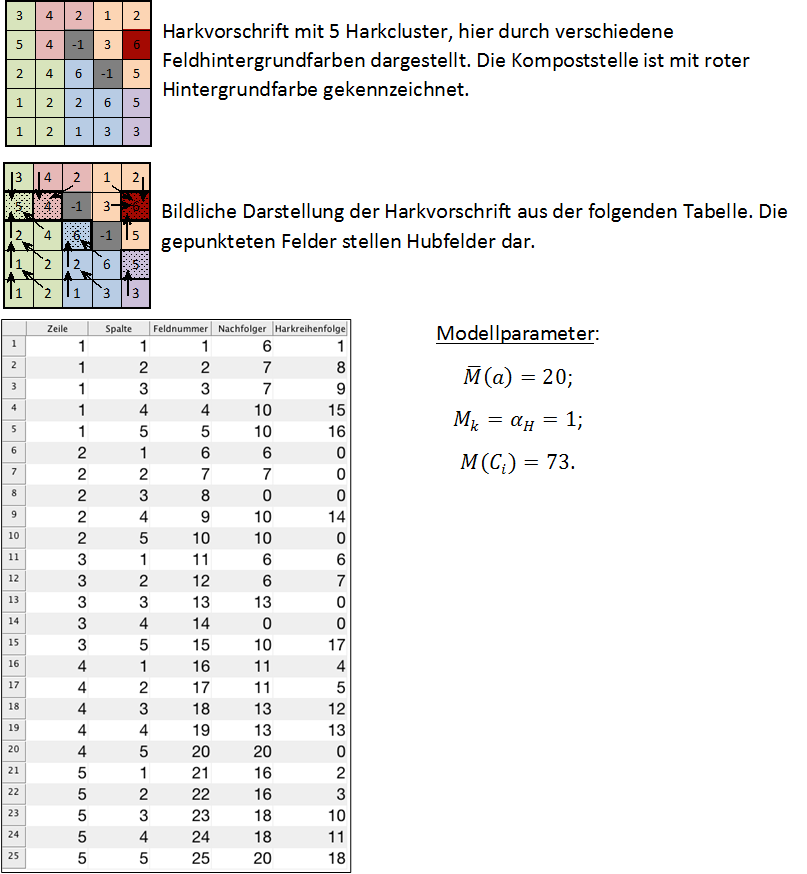 3 4 2 1 2
5 4 -1 3 6
2 4 6 -1 5
1 2 2 6 5
1 2 1 3 3
Harkvorschrift mit 5 Harkcluster, hier durch verschiedene
Feldhintergrundfarben dargestellt. Die Kompoststelle ist mit roter
Hintergrundfarbe gekennzeichnet.
3 4 2 1 2
5 4 -1 3 6
2 4 6 -1 5
1 2 2 6 5
1 2 1 3 3
Bildliche Darstellung der Harkvorschrift aus der folgenden Tabelle. Die
gepunkteten Felder stellen Hubfelder dar.
Zeile Spalte Feldnummer Nachfolger Harkreihenfolge
1 1 1 1 6 1
2 1 2 2 7 8
3 1 3 3 7 9
4 1 4 4 10 15
5 1 5 5 10 16
6 2 1 6 6 0
7 2 2 7 7 0
8 2 3 8 0 0
9 2 4 9 10 14
10 2 5 10 10 0
11 3 1 11 6 6
12 3 2 12 6 7
13 3 3 13 13 0
14 3 4 14 0 0
15 3 5 15 10 17
16 4 1 16 11 4
17 4 2 17 11 5
18 4 3 18 13 12
19 4 4 19 13 13
20 4 5 20 20 0
21 5 1 21 16 2
22 5 2 22 16 3
23 5 3 23 18 10
24 5 4 24 18 11
25 5 5 25 20 18
Modellparameter:
M̅(a) = 20;
Mₖ = α_H = 1;
M(Cᵢ) = 73.